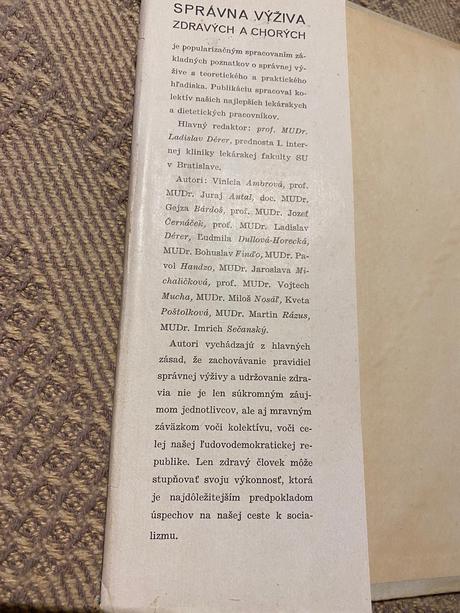 SPRÁVNA VÝŽIVA
ZDRAVÝCH A CHORÝCH
je popularizačným spracovaním zá-
kladných poznatkov o správnej vý-
žive s teoretického a praktického
hľadiska. Publikáciu spracoval ko-
lektív našich najlepších lekárskych
a dietetických pracovníkov.
Hlavný redaktor: prof. MUDr.
Ladislav Dérer, prednosta I. inter-
nej kliniky lekárskej fakulty SU
v Bratislave.
Autori: Vinicia Ambrová, prof.
MUDr. Juraj Antal, doc. MUDr.
Gejza Bárdoš, prof. MUDr. Jozef
Černáček, prof. MUDr. Ladislav
Dérer, Ľudmila Dullová-Horecká,
MUDr. Bohuslav Finďo, MUDr. Pa-
vol Handzo, MUDr. Jaroslava Mi-
chaličková, prof. MUDr. Vojtech
Mucha, MUDr. Miloš Nosáľ, Kveta
Poštolková, MUDr. Martin Rázus,
MUDr. Imrich Sečanský.
Autori vychádzajú z hlavných
zásad, že zachovávanie pravidiel
správnej výživy a udržovanie zdra-
via nie je len súkromným záuj-
mom jednotlivcov, ale aj mravným
záväzkom voči kolektívu, voči ce-
lej našej ľudovodemokratickej re-
publike. Len zdravý človek môže
stupňovať svoju výkonnosť, ktorá
je najdôležitejším predpokladom
úspechov na našej ceste k socia-
lizmu.